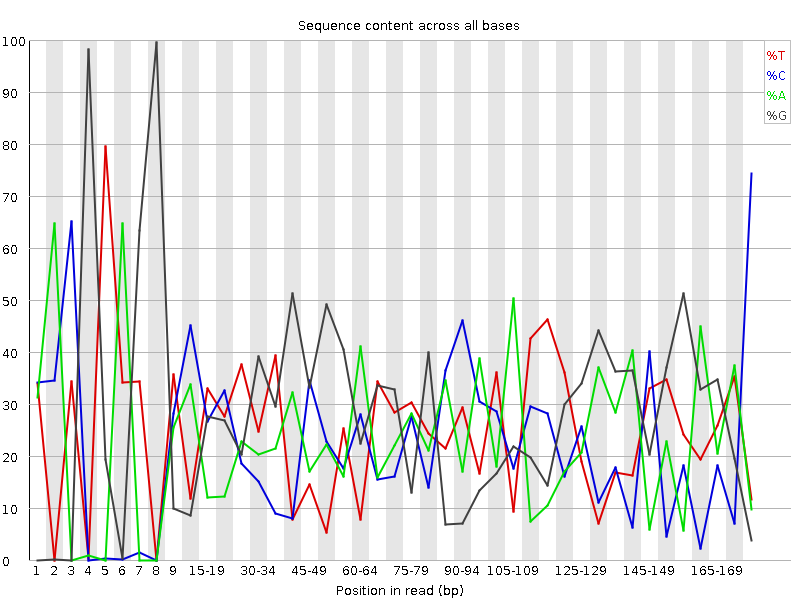 Sequence content across all bases
100
90
80
70
60
50
40
30
20
10
0
%T
%C
%A
%G
1 2 3 4 5 6 7 8 9 15-19 30-34 45-49 60-64 75-79 90-94 105-109 125-129 145-149 165-169
Position in read (bp)